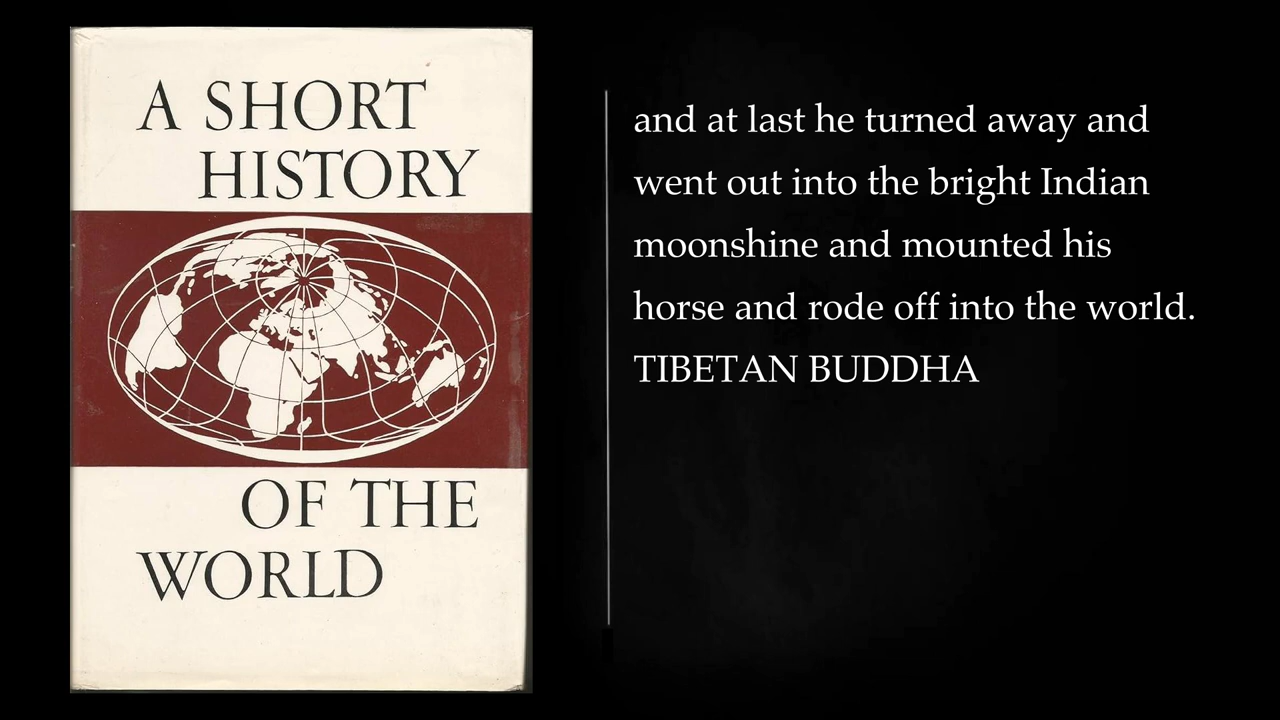 A SHORT
HISTORY
OF THE
WORLD
and at last he turned away and
went out into the bright Indian
moonshine and mounted his
horse and rode off into the world.
TIBETAN BUDDHA